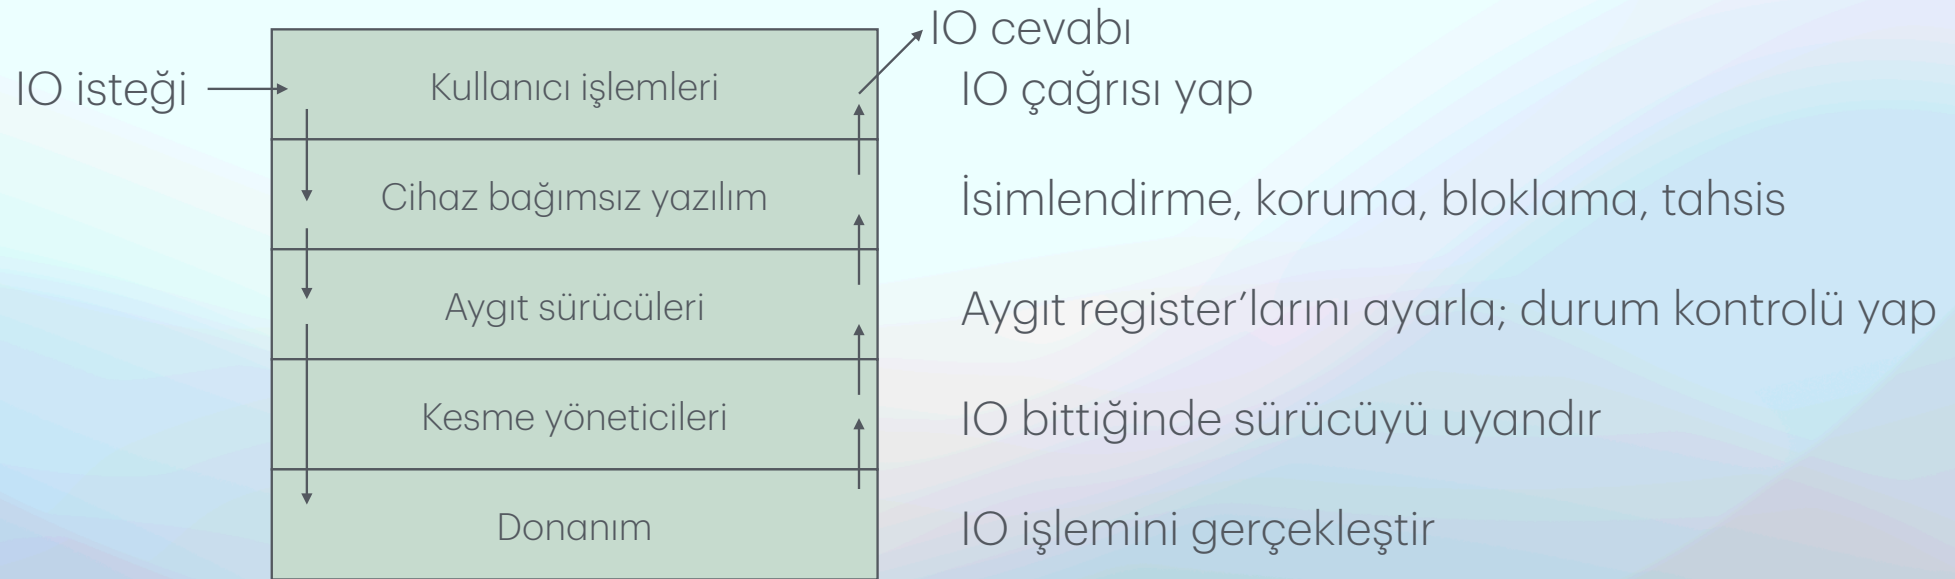 IO cevabı
IO isteği
Kullanıcı işlemleri
IO çağrısı yap
Cihaz bağımsız yazılım
İsimlendirme, koruma, bloklama, tahsis
Aygıt sürücüleri
Aygıt register’larını ayarla; durum kontrolü yap
Kesme yöneticileri
IO bittiğinde sürücüyü uyandır
Donanım
IO işlemini gerçekleştir